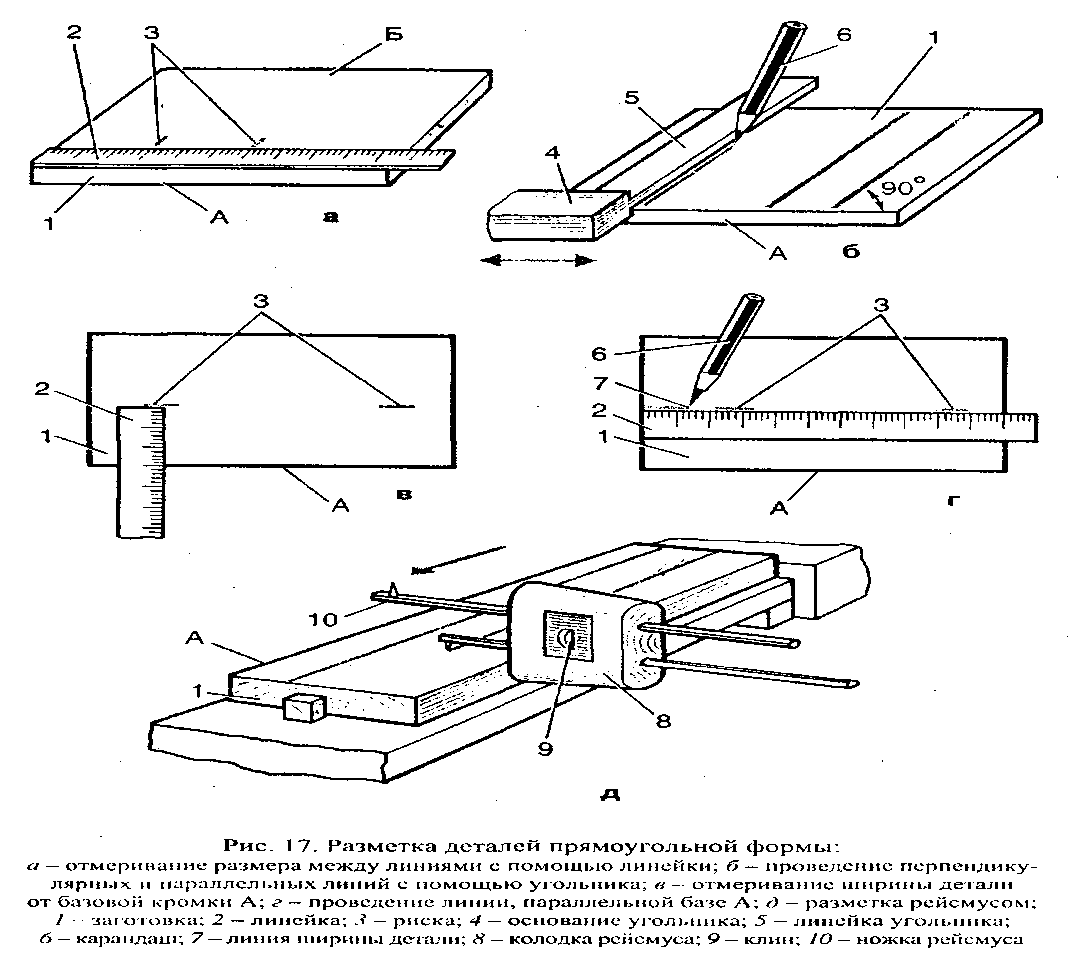 2 3 Б
2
1 А а
6 1
5
4
90°
А б
3
2
1
А в
3
6
7
2
1
А г
10
А
1
8
9
д
Рис. 17. Разметка деталей прямоугольной формы:
а – отмеривание размера между линиями с помощью линейки; б – проведение перпендику-
лярных и параллельных линий с помощью угольника; в – отмеривание ширины детали
от базовой кромки А; г – проведение линии, параллельной базе А; д – разметка рейсмусом;
1 – заготовка; 2 – линейка; 3 – риска; 4 – основание угольника; 5 – линейка угольника;
6 – карандаш; 7 – линия ширины детали; 8 – колодка рейсмуса; 9 – клин; 10 – ножка рейсмуса